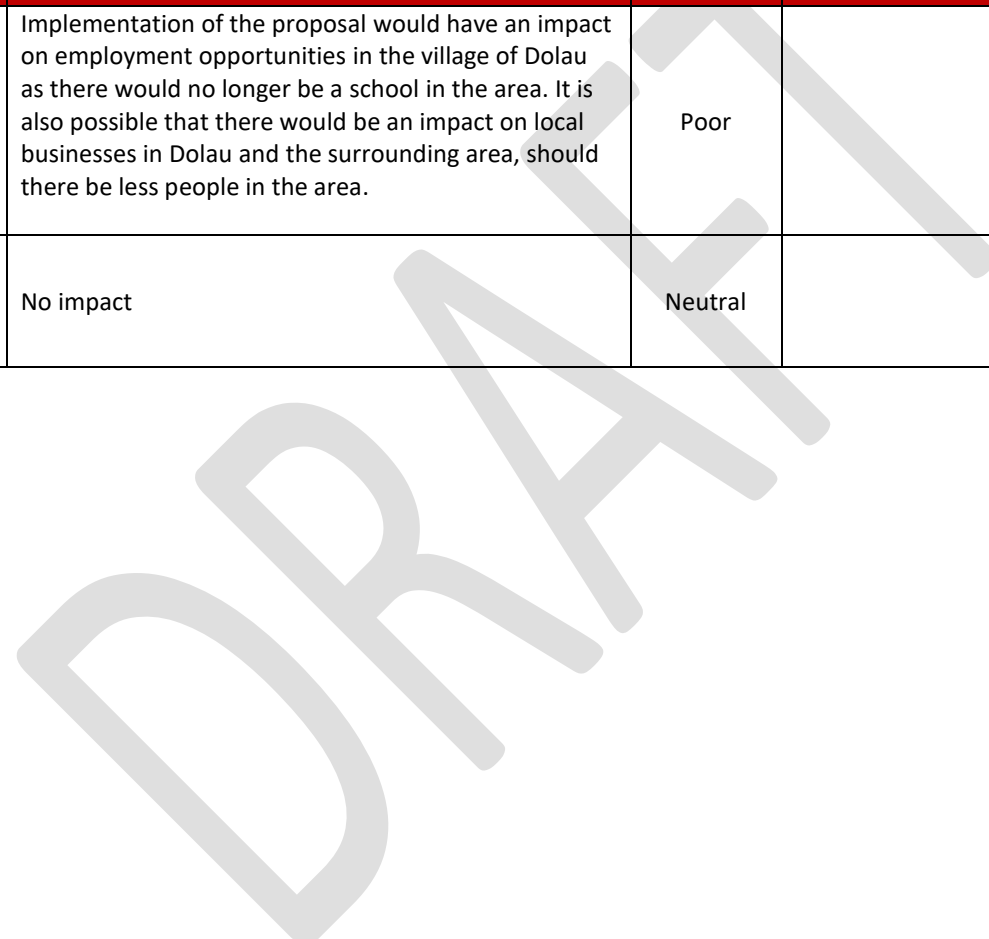 Implementation of the proposal would have an impact
on employment opportunities in the village of Dolau
as there would no longer be a school in the area. It is
also possible that there would be an impact on local
businesses in Dolau and the surrounding area, should
there be less people in the area.
Poor
No impact
Neutral
DRAFT